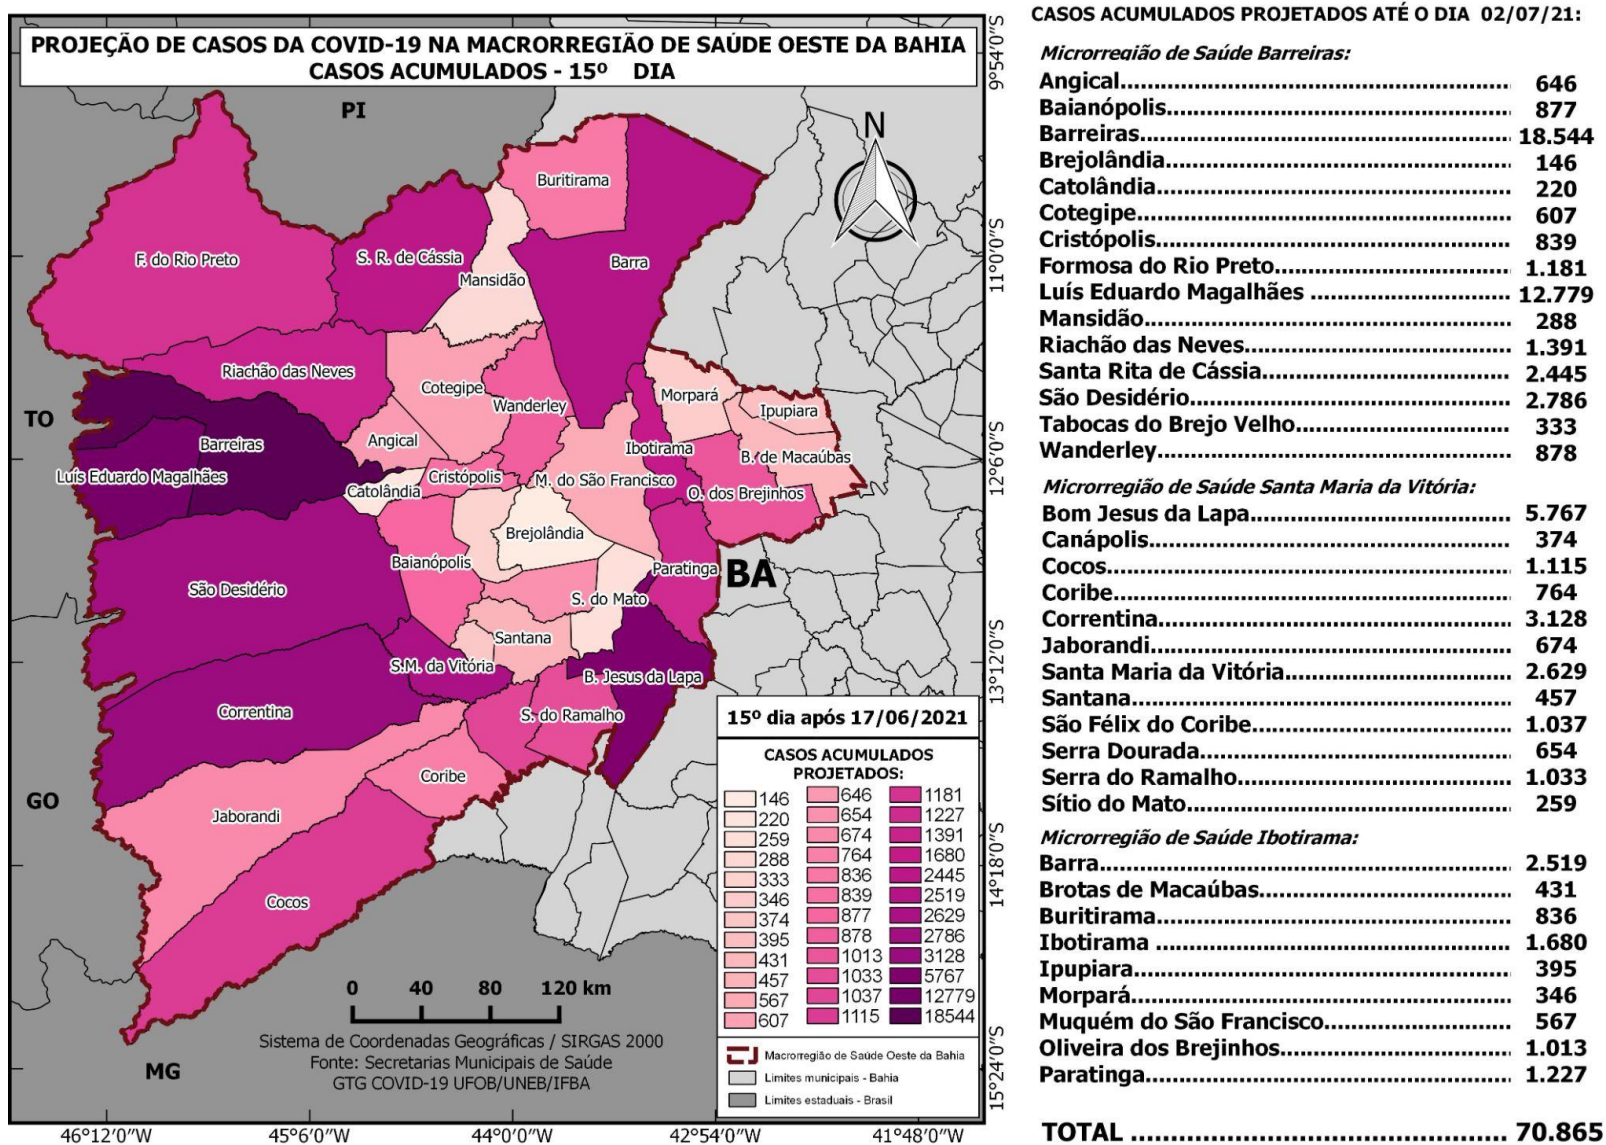 PROJEÇÃO DE CASOS DA COVID-19 NA MACRORREGIÃO DE SAÚDE OESTE DA BAHIA
CASOS ACUMULADOS - 15º DIA
PI
TO
GO
MG
BA
N
F. do Rio Preto
S. R. de Cássia
Mansidão
Buritirama
Barra
Riachão das Neves
Cotegipe
Wanderley
Morpará
Ipupiara
Angical
Barreiras
Ibotirama
B. de Macaúbas
Luís Eduardo Magalhães
Catolândia
Cristópolis
M. do São Francisco
O. dos Brejinhos
Brejolândia
Baianópolis
Paratinga
São Desidério
S. do Mato
Santana
S.M. da Vitória
B. Jesus da Lapa
Correntina
S. do Ramalho
Coribe
Jaborandi
Cocos
0 40 80 120 km
Sistema de Coordenadas Geográficas / SIRGAS 2000
Fonte: Secretarias Municipais de Saúde
GTG COVID-19 UFOB/UNEB/IFBA
15º dia após 17/06/2021
CASOS ACUMULADOS
PROJETADOS:
146 646 1181
220 654 1227
259 674 1391
288 764 1680
333 836 2445
346 839 2519
374 877 2629
395 878 2786
431 1013 3128
457 1033 5767
567 1037 12779
607 1115 18544
Macrorregião de Saúde Oeste da Bahia
Limites municipais - Bahia
Limites estaduais - Brasil
9°54'0"S
11°0'0"S
12°6'0"S
13°12'0"S
14°18'0"S
15°24'0"S
46°12'0"W 45°6'0"W 44°0'0"W 42°54'0"W 41°48'0"W
CASOS ACUMULADOS PROJETADOS ATÉ O DIA 02/07/21:
Microrregião de Saúde Barreiras:
Angical........................................................ 646
Baianópolis.................................................. 877
Barreiras...................................................... 18.544
Brejolândia.................................................. 146
Catolândia................................................... 220
Cotegipe...................................................... 607
Cristópolis................................................... 839
Formosa do Rio Preto................................... 1.181
Luís Eduardo Magalhães .............................. 12.779
Mansidão..................................................... 288
Riachão das Neves....................................... 1.391
Santa Rita de Cássia..................................... 2.445
São Desidério............................................... 2.786
Tabocas do Brejo Velho................................ 333
Wanderley................................................... 878
Microrregião de Saúde Santa Maria da Vitória:
Bom Jesus da Lapa...................................... 5.767
Canápolis.................................................... 374
Cocos.......................................................... 1.115
Coribe......................................................... 764
Correntina................................................... 3.128
Jaborandi.................................................... 674
Santa Maria da Vitória.................................. 2.629
Santana....................................................... 457
São Félix do Coribe...................................... 1.037
Serra Dourada............................................. 654
Serra do Ramalho........................................ 1.033
Sítio do Mato............................................... 259
Microrregião de Saúde Ibotirama:
Barra........................................................... 2.519
Brotas de Macaúbas..................................... 431
Buritirama................................................... 836
Ibotirama .................................................... 1.680
Ipupiara...................................................... 395
Morpará....................................................... 346
Muquém do São Francisco............................ 567
Oliveira dos Brejinhos.................................. 1.013
Paratinga.................................................... 1.227
TOTAL ........................................................ 70.865